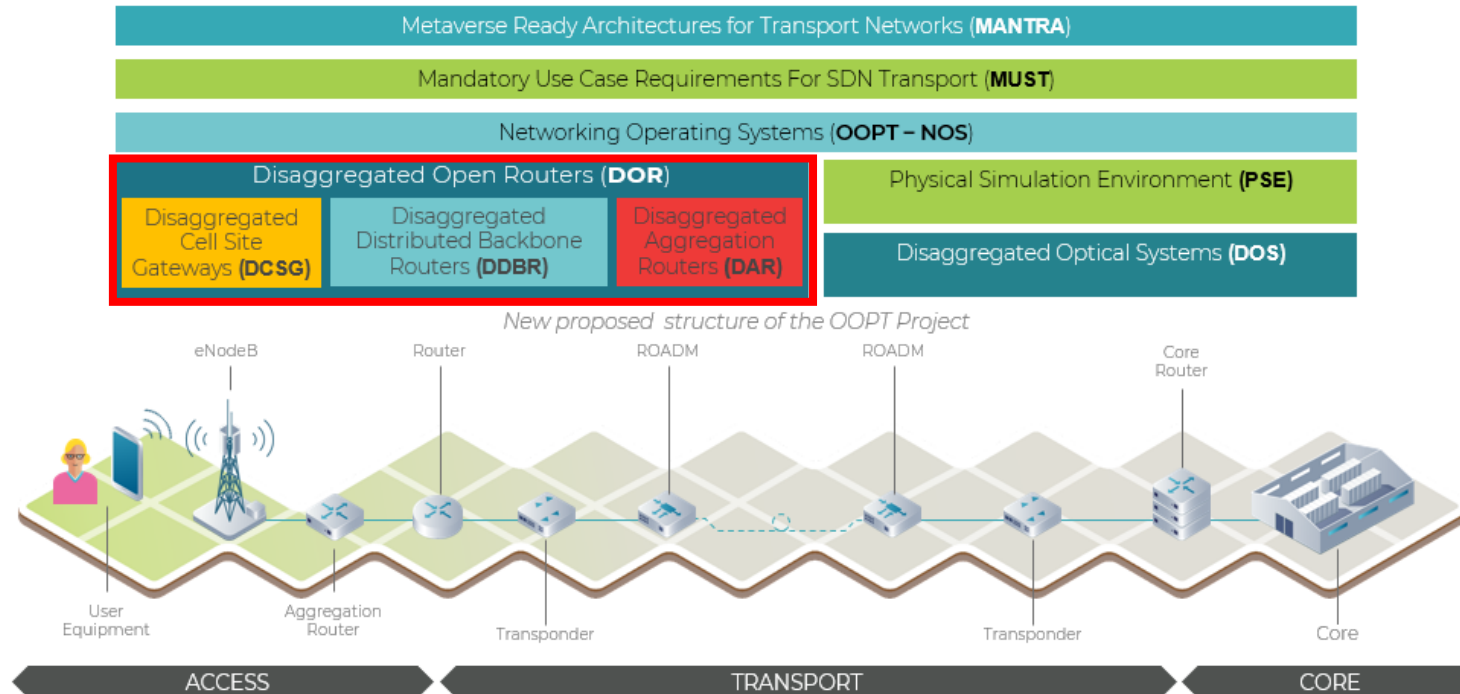 Metaverse Ready Architectures for Transport Networks (MANTRA)
Mandatory Use Case Requirements For SDN Transport (MUST)
Networking Operating Systems (OOPT – NOS)
Disaggregated Open Routers (DOR)
Disaggregated
Cell Site
Gateways (DCSG)
Disaggregated
Distributed Backbone
Routers (DDBR)
Disaggregated
Aggregation
Routers (DAR)
Physical Simulation Environment (PSE)
Disaggregated Optical Systems (DOS)
New proposed structure of the OOPT Project
eNodeB
Router
ROADM
ROADM
Core
Router
User
Equipment
Aggregation
Router
Transponder
Transponder
Core
ACCESS
TRANSPORT
CORE